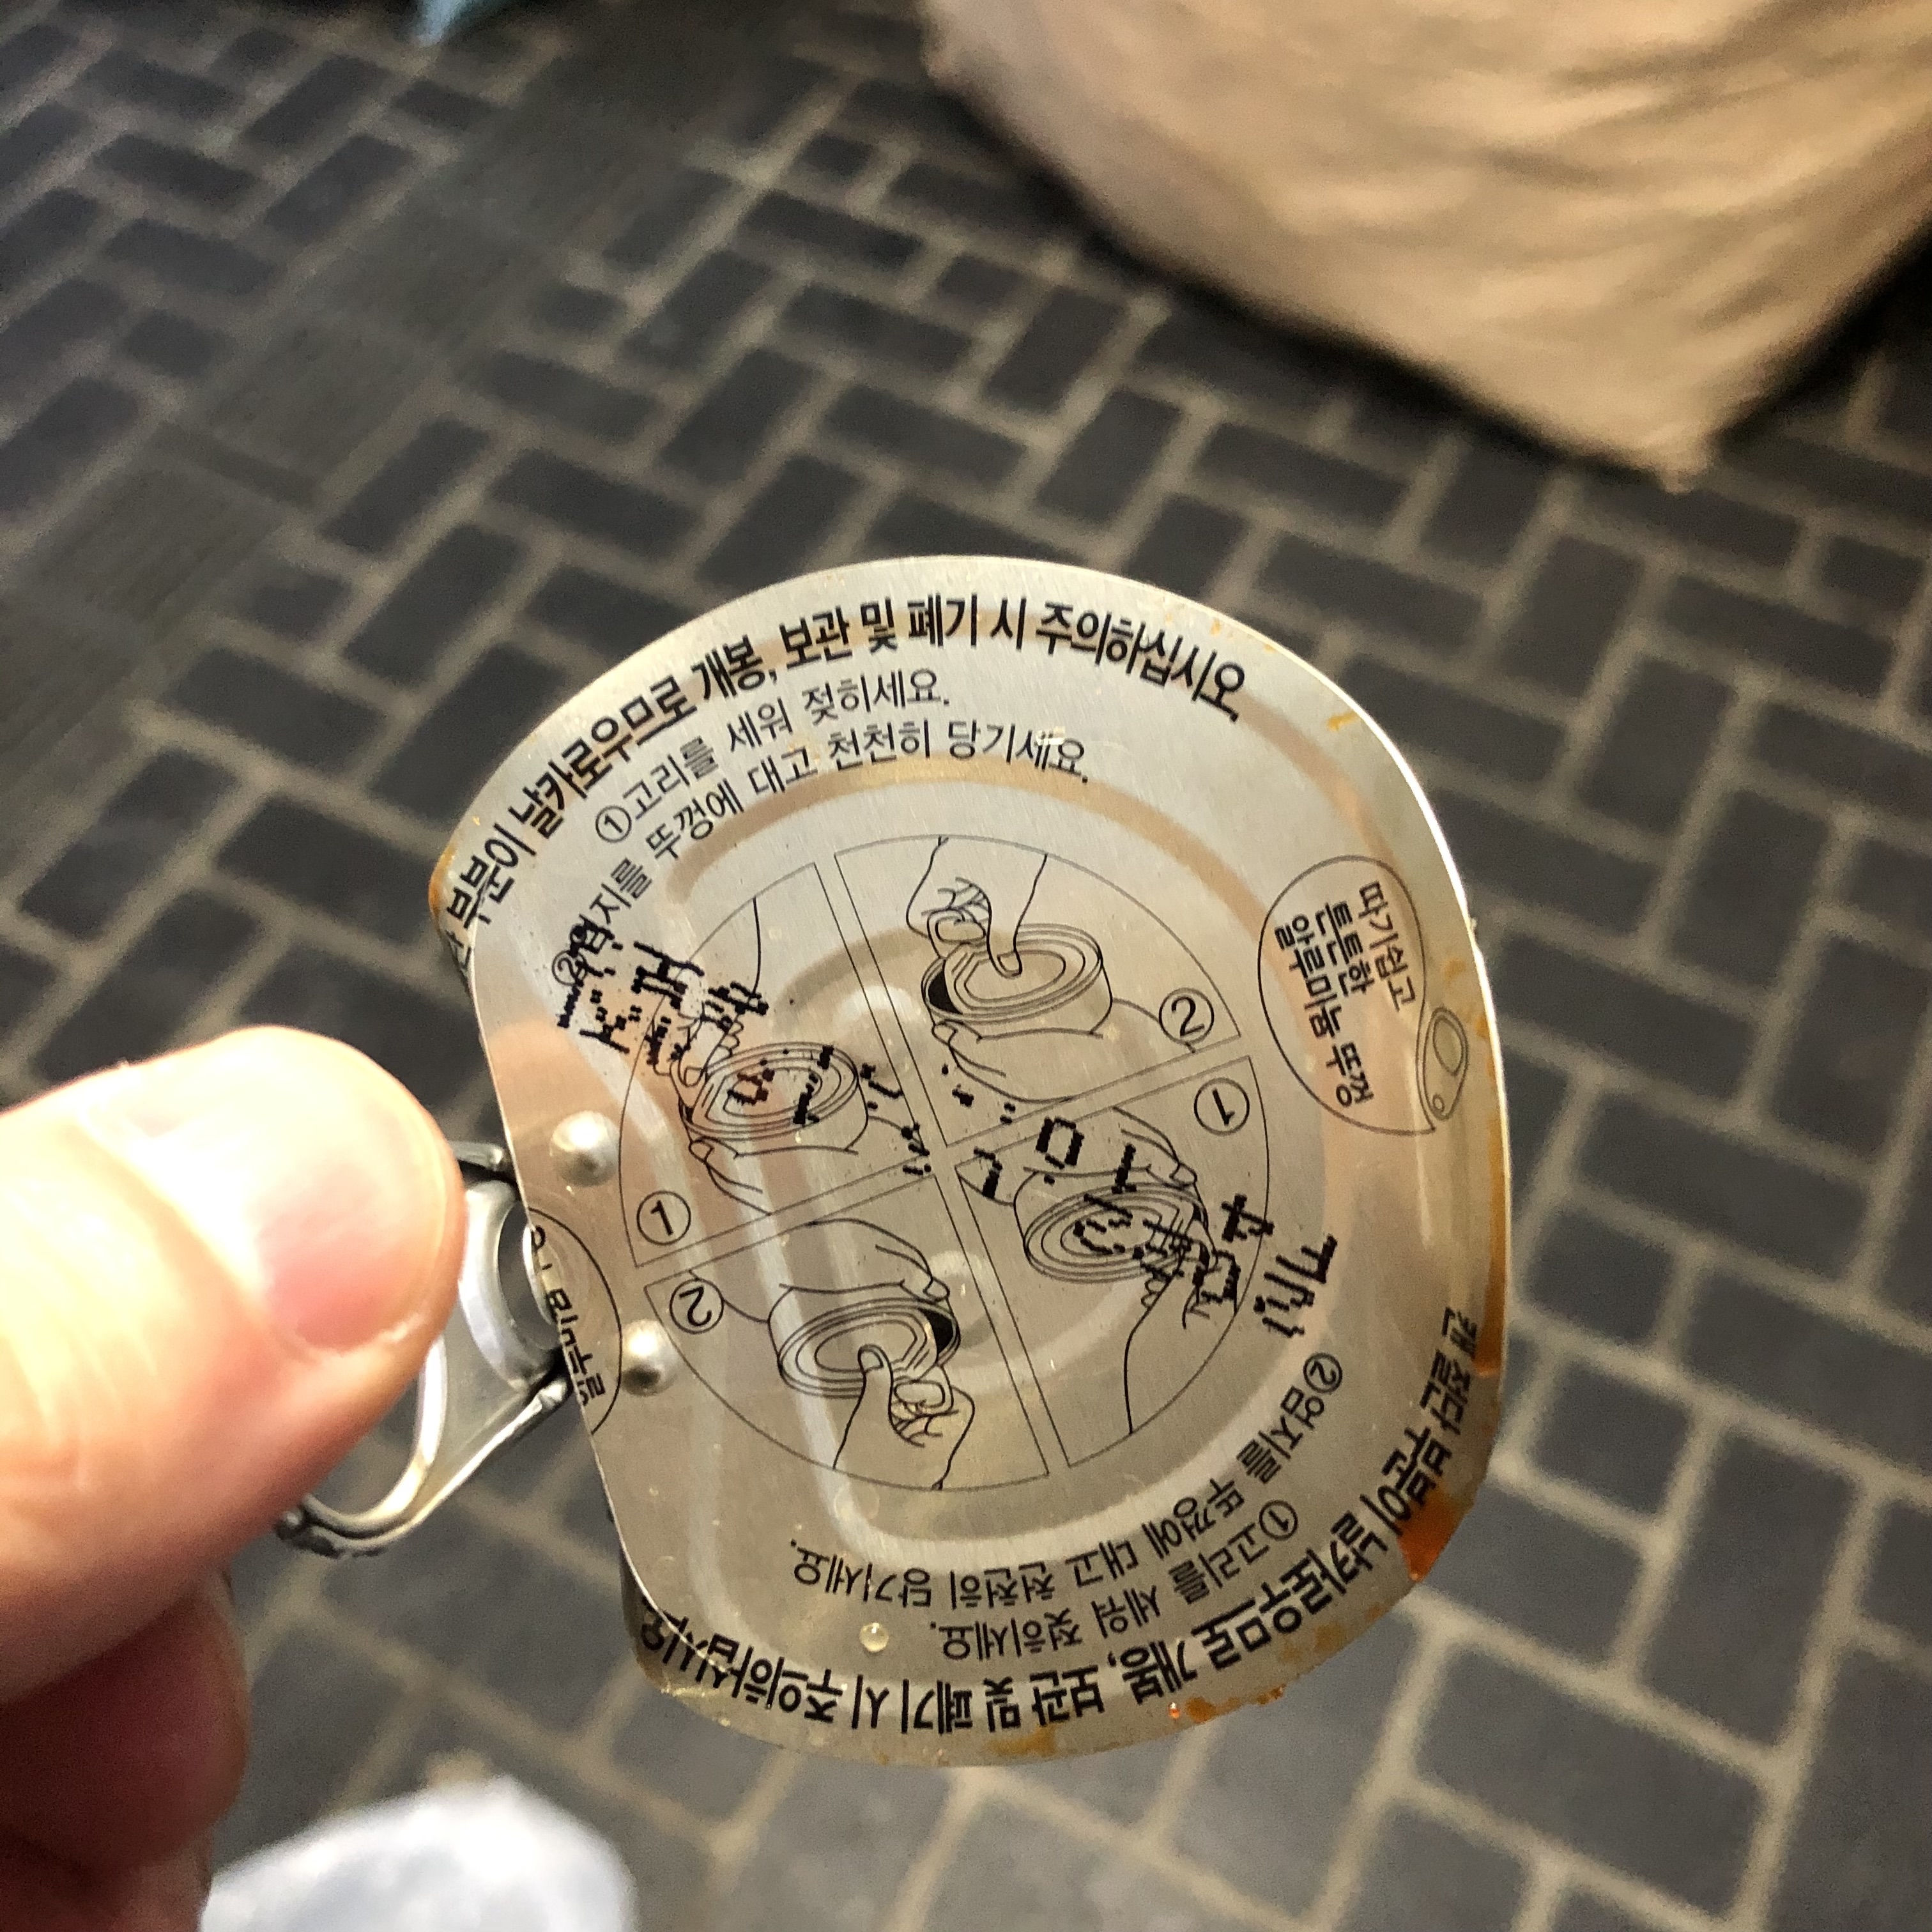 부분이 날카로우므로 개봉, 보관 및 폐기 시 주의하십시오.
①고리를 세워 젖히세요.
②엄지를 뚜껑에 대고 천천히 당기세요.
②
①
따기쉽고
튼튼한
알루미늄 뚜껑
①
②
캔 절단 부분이 날카로우므로 개봉, 보관 및 폐기 시 주의하십시오
①고리를 세워 젖히세요.
②엄지를 뚜껑에 대고 천천히 당기세요.